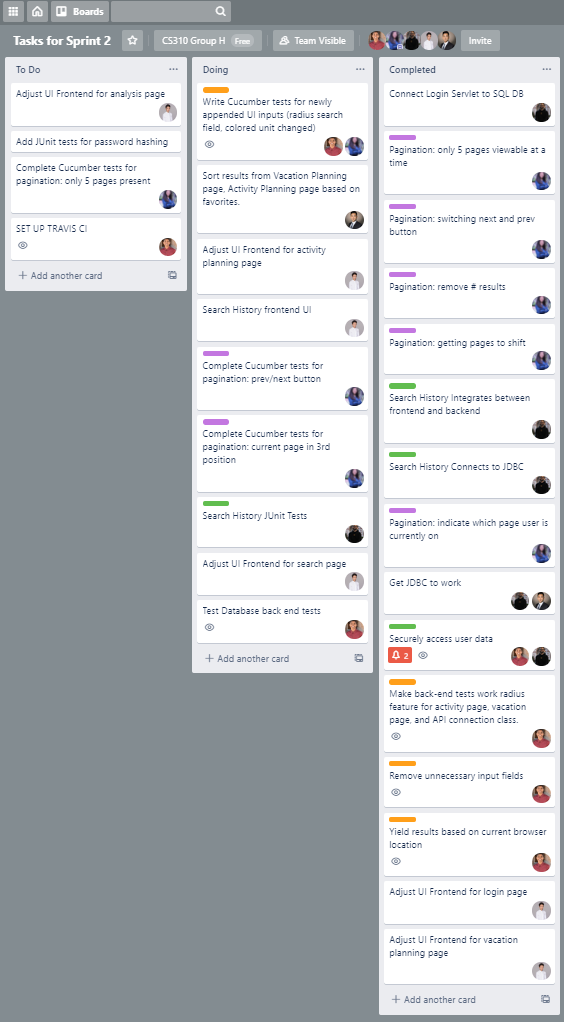 Boards
Tasks for Sprint 2
CS310 Group H Free
Team Visible
Invite
To Do
Adjust UI Frontend for analysis page
Add JUnit tests for password hashing
Complete Cucumber tests for
pagination: only 5 pages present
SET UP TRAVIS CI
+ Add another card
Doing
Write Cucumber tests for newly
appended UI inputs (radius search
field, colored unit changed)
Sort results from Vacation Planning
page, Activity Planning page based on
favorites.
Adjust UI Frontend for activity
planning page
Search History frontend UI
Complete Cucumber tests for
pagination: prev/next button
Complete Cucumber tests for
pagination: current page in 3rd
position
Search History JUnit Tests
Adjust UI Frontend for search page
Test Database back end tests
+ Add another card
Completed
Connect Login Servlet to SQL DB
Pagination: only 5 pages viewable at a
time
Pagination: switching next and prev
button
Pagination: remove # results
Pagination: getting pages to shift
Search History Integrates between
frontend and backend
Search History Connects to JDBC
Pagination: indicate which page user is
currently on
Get JDBC to work
Securely access user data
2
Make back-end tests work radius
feature for activity page, vacation
page, and API connection class.
Remove unnecessary input fields
Yield results based on current browser
location
Adjust UI Frontend for login page
Adjust UI Frontend for vacation
planning page
+ Add another card